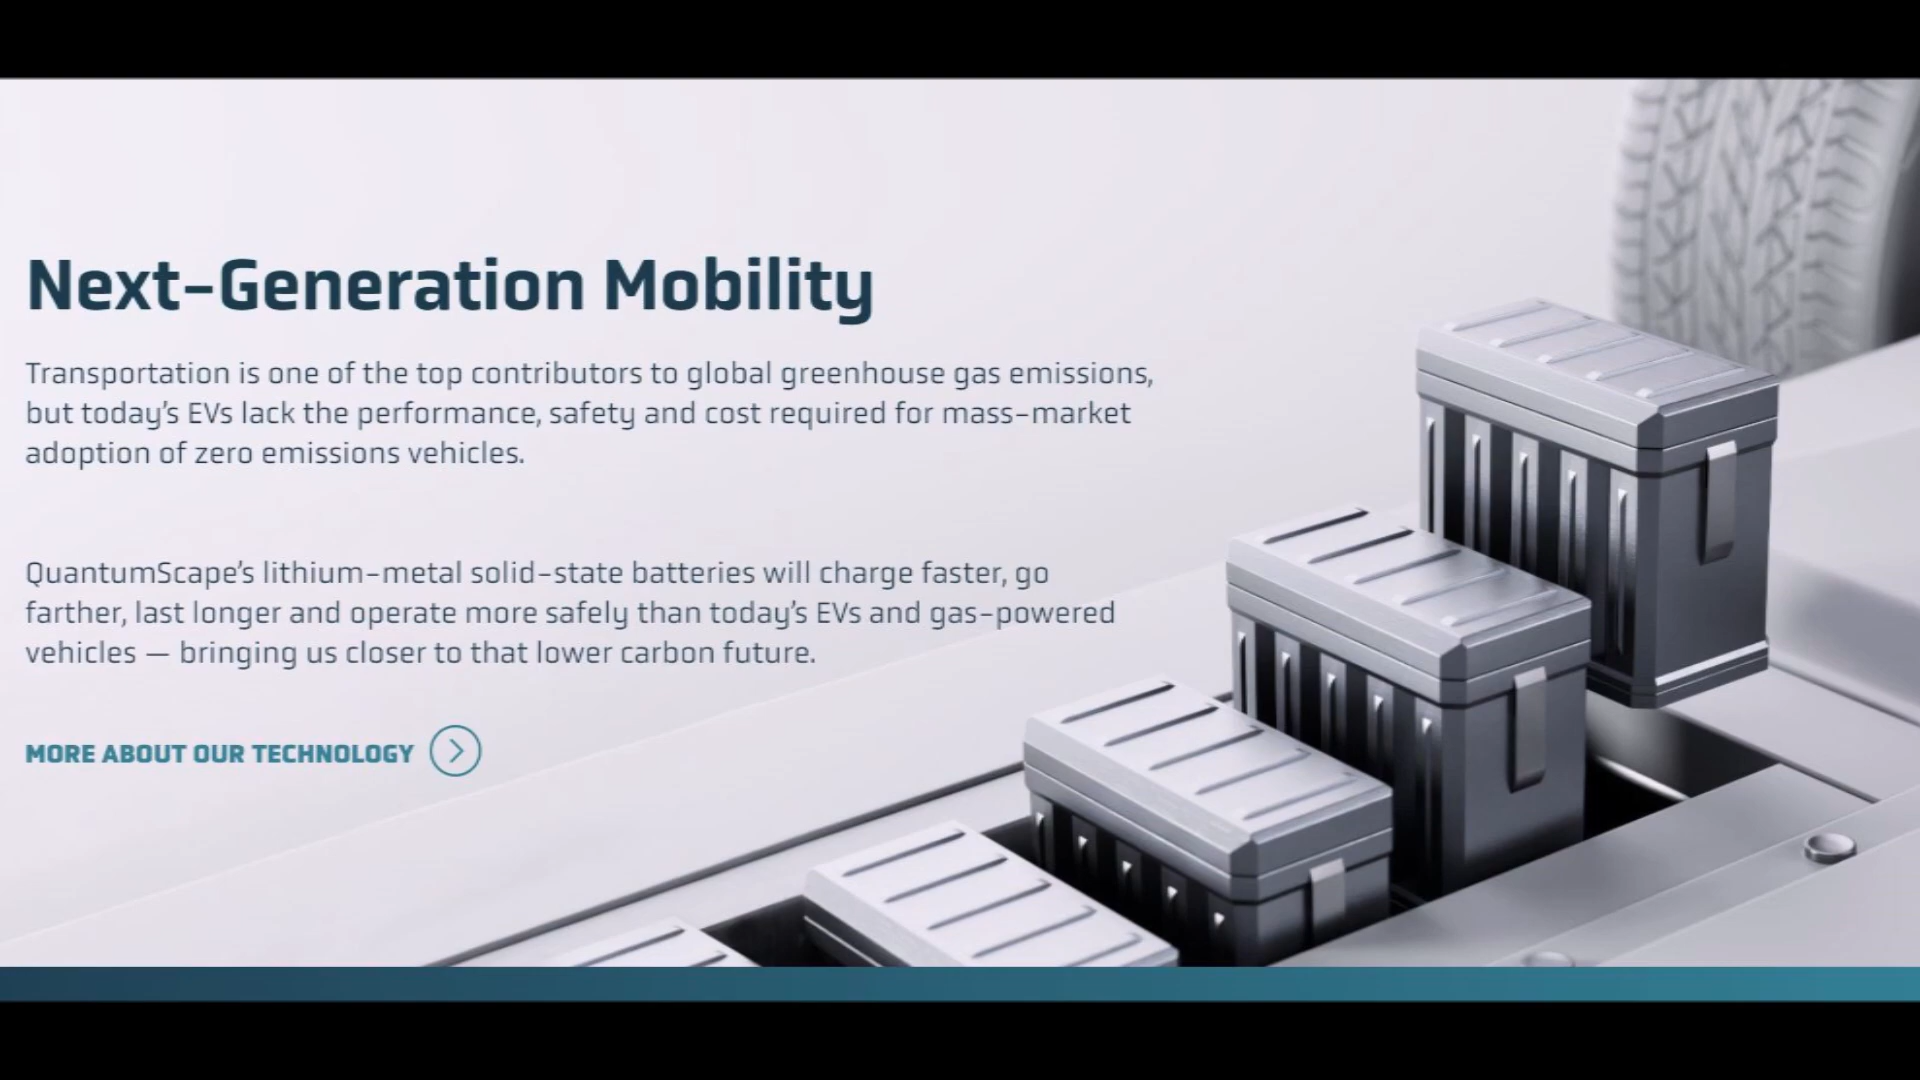 Next-Generation Mobility
Transportation is one of the top contributors to global greenhouse gas emissions,
but today's EVs lack the performance, safety and cost required for mass-market
adoption of zero emissions vehicles.
QuantumScape's lithium-metal solid-state batteries will charge faster, go
farther, last longer and operate more safely than today's EVs and gas-powered
vehicles — bringing us closer to that lower carbon future.
MORE ABOUT OUR TECHNOLOGY